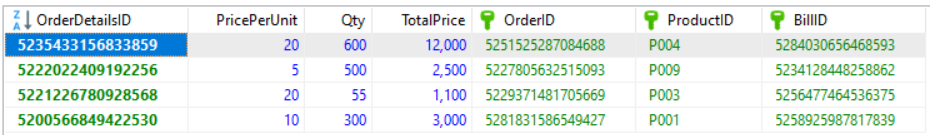 OrderDetailsID PricePerUnit Qty TotalPrice OrderID ProductID BillID
5235433156833859 20 600 12,000 5251525287084688 P004 5284030656468593
5222022409192256 5 500 2,500 5227805632515093 P009 5234128448258862
5221226780928568 20 55 1,100 5229371481705669 P003 5256477464536375
5200566849422530 10 300 3,000 5281831586549427 P001 5258925987817839